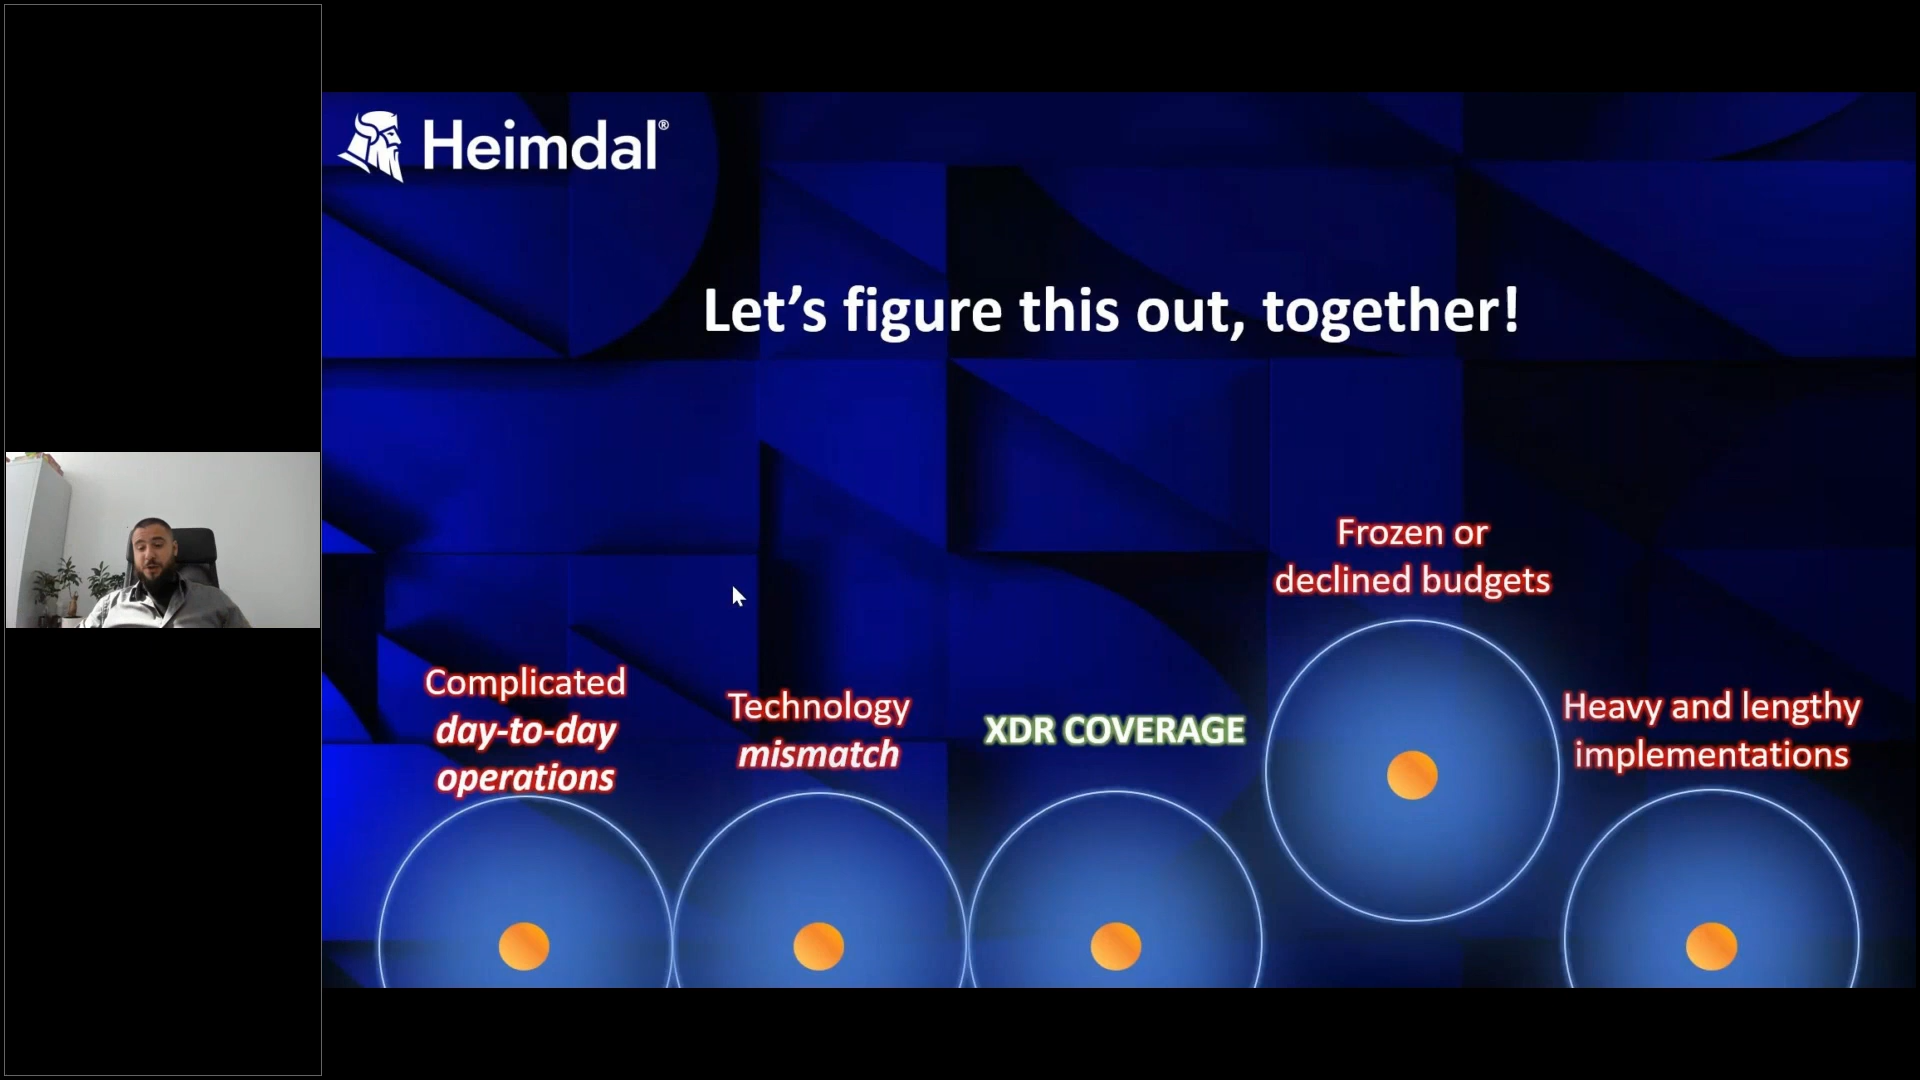 Heimdal®
Let's figure this out, together!
Frozen or
declined budgets
Complicated
day-to-day
operations
Technology
mismatch
XDR COVERAGE
Heavy and lengthy
implementations